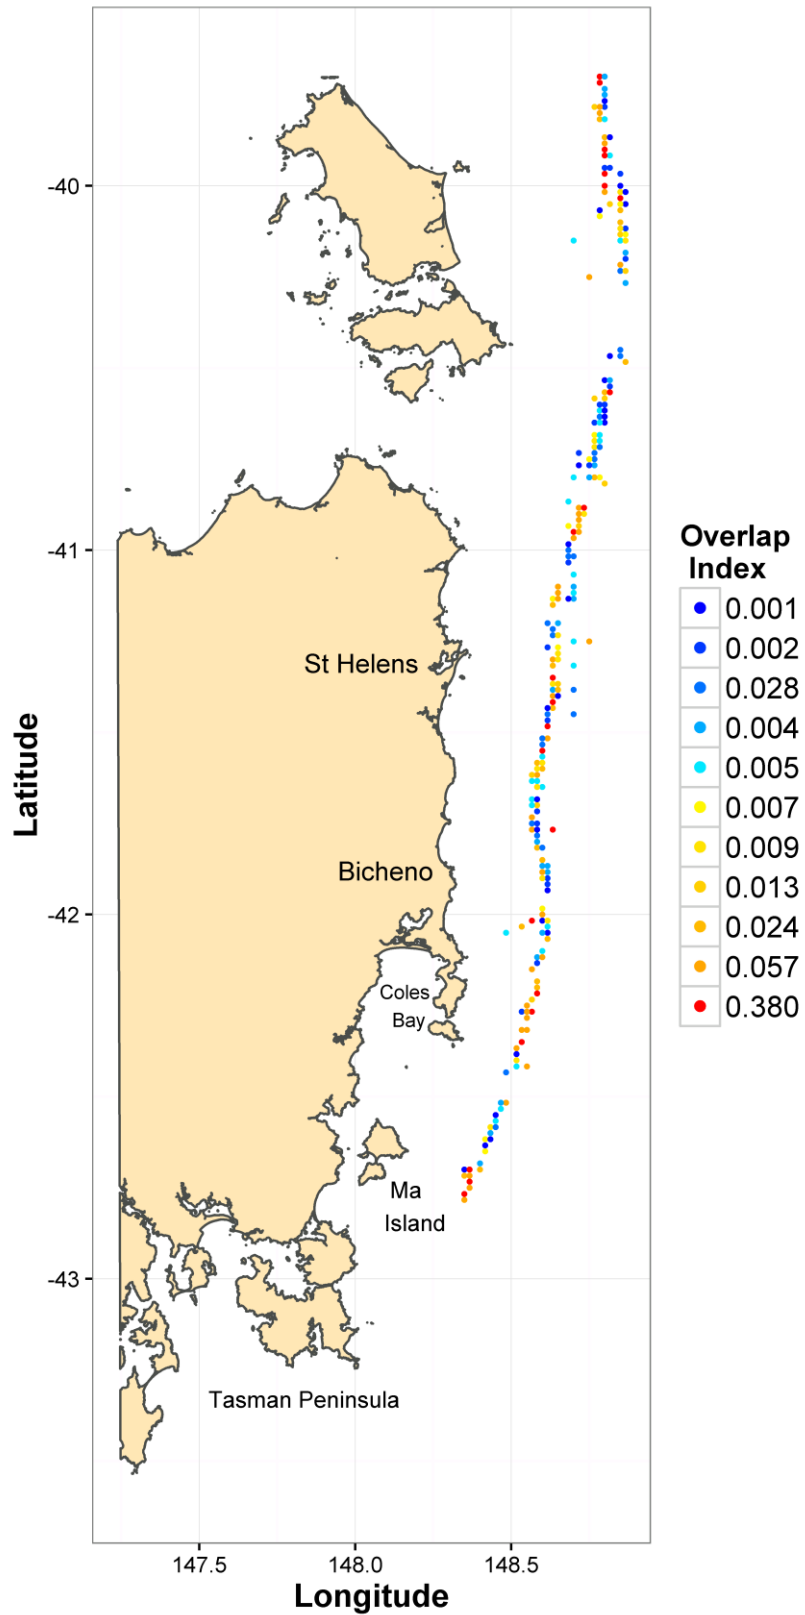 -40
-41
-42
-43
Latitude
St Helens
Bicheno
Coles
Bay
Ma
Island
Tasman Peninsula
147.5
148.0
148.5
Longitude
Overlap
Index
0.001
0.002
0.028
0.004
0.005
0.007
0.009
0.013
0.024
0.057
0.380